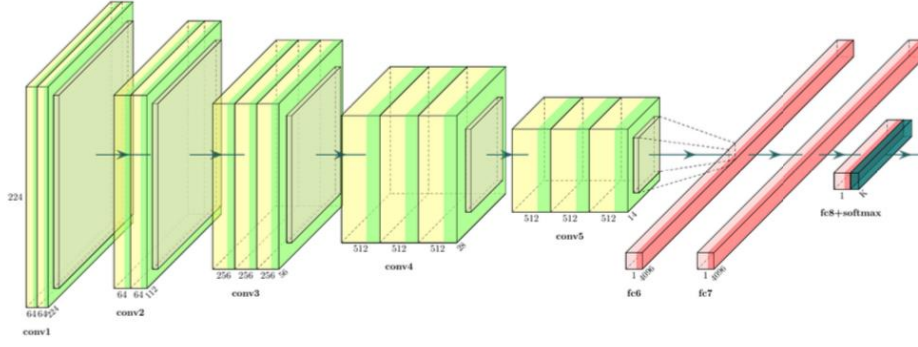 224
64 64 224
conv1
64 64 112
conv2
256 256 256 56
conv3
512 512 512 28
conv4
512 512 512 14
conv5
1 4096
fc6
1 4096
fc7
1 K
fc8+softmax